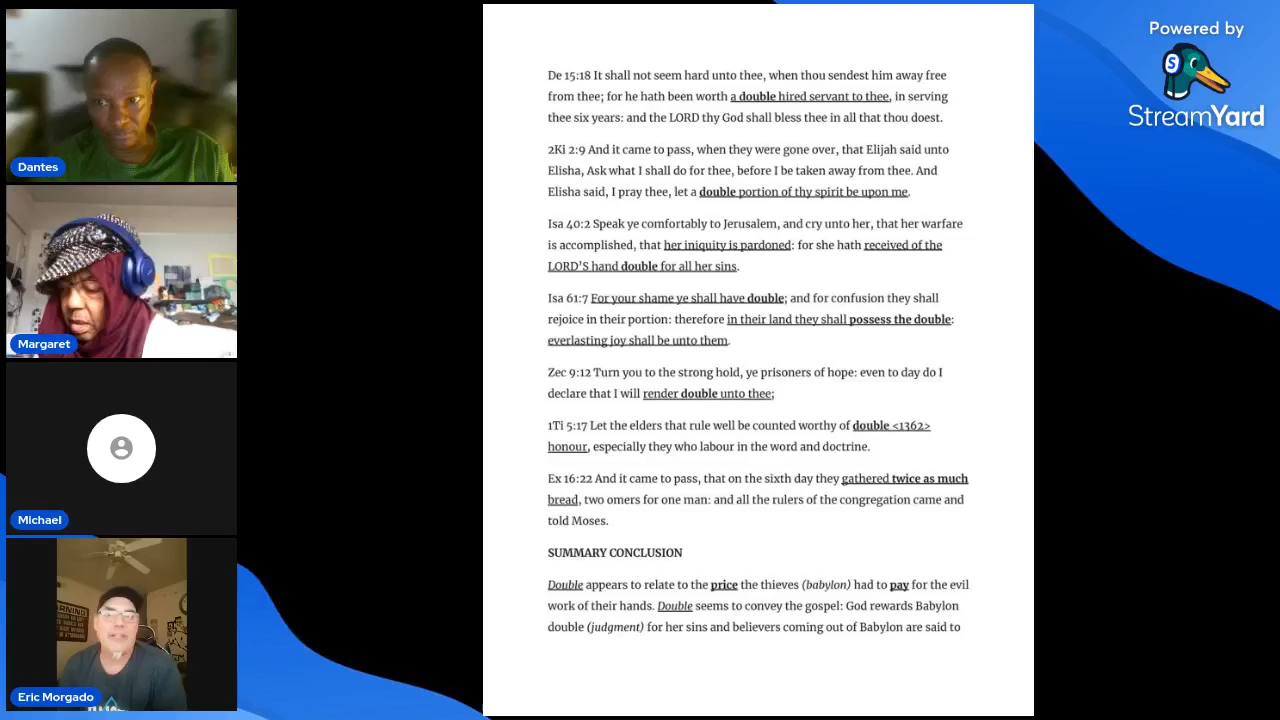 Dantes
Margaret
Michael
WARNING
Eric Morgado
De 15:18 It shall not seem hard unto thee, when thou sendest him away free
from thee; for he hath been worth a double hired servant to thee, in serving
thee six years: and the LORD thy God shall bless thee in all that thou doest.
2Ki 2:9 And it came to pass, when they were gone over, that Elijah said unto
Elisha, Ask what I shall do for thee, before I be taken away from thee. And
Elisha said, I pray thee, let a double portion of thy spirit be upon me.
Isa 40:2 Speak ye comfortably to Jerusalem, and cry unto her, that her warfare
is accomplished, that her iniquity is pardoned: for she hath received of the
LORD'S hand double for all her sins.
Isa 61:7 For your shame ye shall have double; and for confusion they shall
rejoice in their portion: therefore in their land they shall possess the double:
everlasting joy shall be unto them.
Zec 9:12 Turn you to the strong hold, ye prisoners of hope: even to day do I
declare that I will render double unto thee;
1Ti 5:17 Let the elders that rule well be counted worthy of double <1362>
honour, especially they who labour in the word and doctrine.
Ex 16:22 And it came to pass, that on the sixth day they gathered twice as much
bread, two omers for one man: and all the rulers of the congregation came and
told Moses.
SUMMARY CONCLUSION
Double appears to relate to the price the thieves (babylon) had to pay for the evil
work of their hands. Double seems to convey the gospel: God rewards Babylon
double (judgment) for her sins and believers coming out of Babylon are said to
Powered by
S
StreamYard